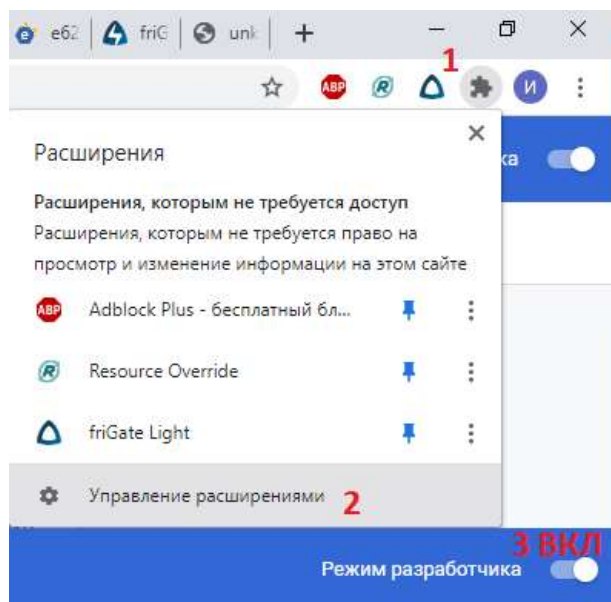 e62
friG
unk
1
ABP
И
Расширения
ка
Расширения, которым не требуется доступ
Расширения, которым не требуется право на
просмотр и изменение информации на этом сайте
ABP Adblock Plus - бесплатный бл...
Resource Override
friGate Light
Управление расширениями 2
3 ВКЛ
Режим разработчика